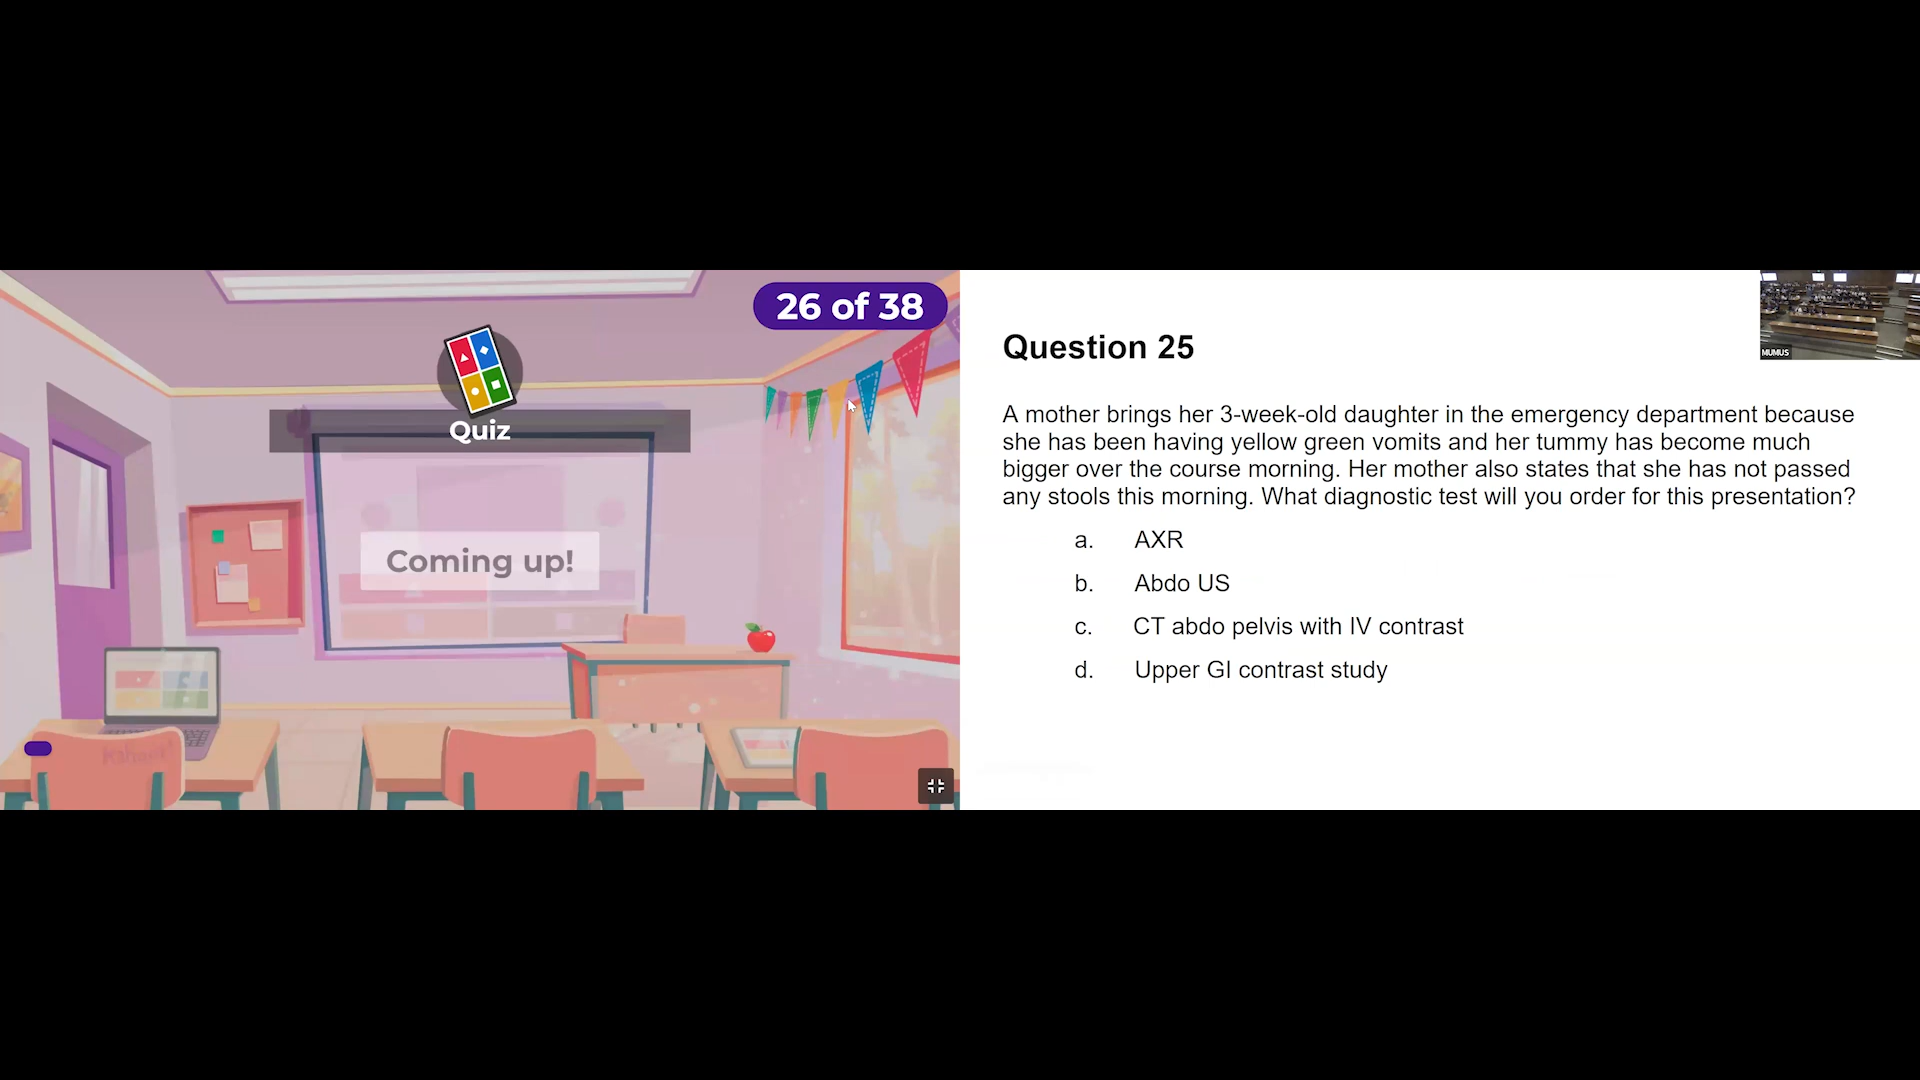 26 of 38
Quiz
Coming up!
Kahoot!
Question 25
MUMUS
A mother brings her 3-week-old daughter in the emergency department because
she has been having yellow green vomits and her tummy has become much
bigger over the course morning. Her mother also states that she has not passed
any stools this morning. What diagnostic test will you order for this presentation?
a. AXR
b. Abdo US
c. CT abdo pelvis with IV contrast
d. Upper GI contrast study